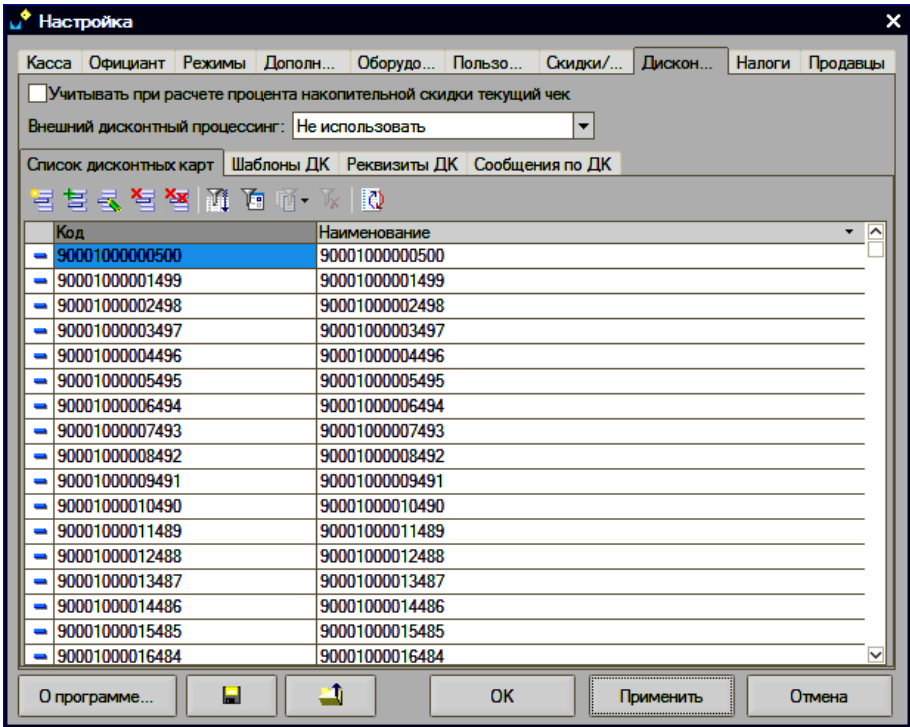 Настройка
Касса Официант Режимы Дополн... Оборудо... Пользо... Скидки/... Дискон... Налоги Продавцы
Учитывать при расчете процента накопительной скидки текущий чек
Внешний дисконтный процессинг: Не использовать
Список дисконтных карт Шаблоны ДК Реквизиты ДК Сообщения по ДК
Код Наименование
90001000000500 90001000000500
90001000001499 90001000001499
90001000002498 90001000002498
90001000003497 90001000003497
90001000004496 90001000004496
90001000005495 90001000005495
90001000006494 90001000006494
90001000007493 90001000007493
90001000008492 90001000008492
90001000009491 90001000009491
90001000010490 90001000010490
90001000011489 90001000011489
90001000012488 90001000012488
90001000013487 90001000013487
90001000014486 90001000014486
90001000015485 90001000015485
90001000016484 90001000016484
О программе... OK Применить Отмена